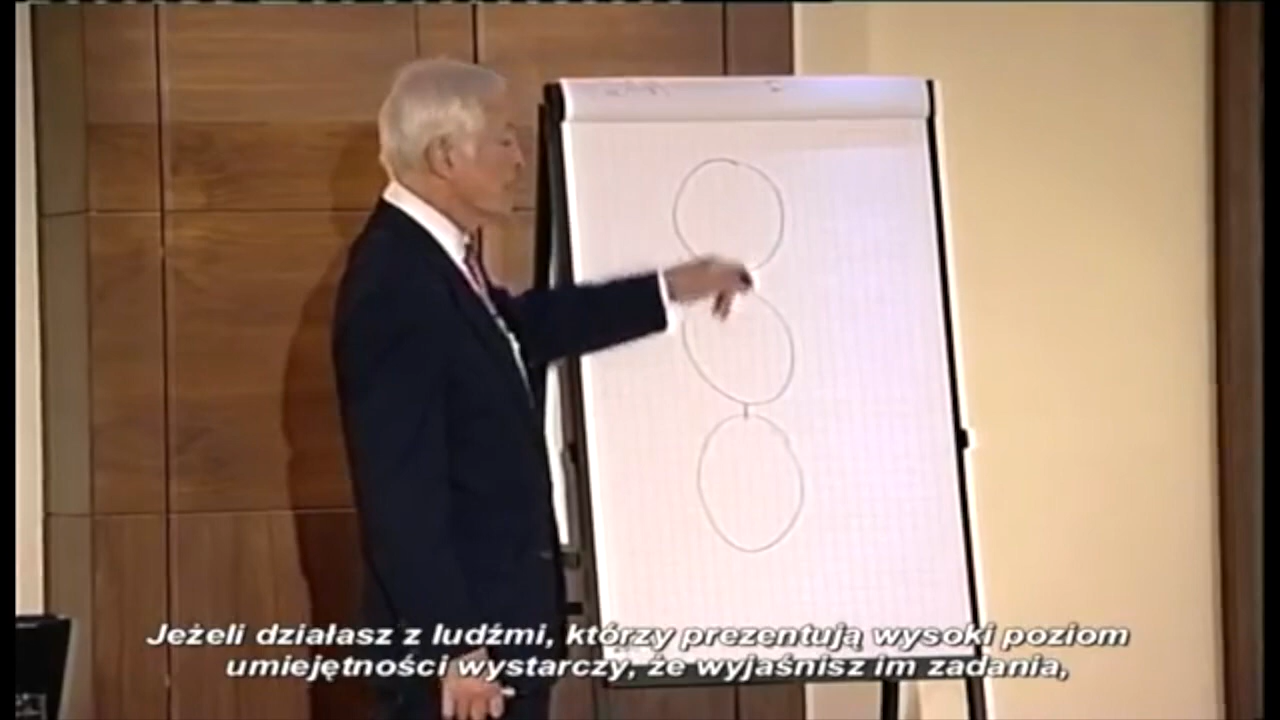 Jeżeli działasz z ludźmi, którzy prezentują wysoki poziom
umiejętności wystarczy, że wyjaśnisz im zadania,